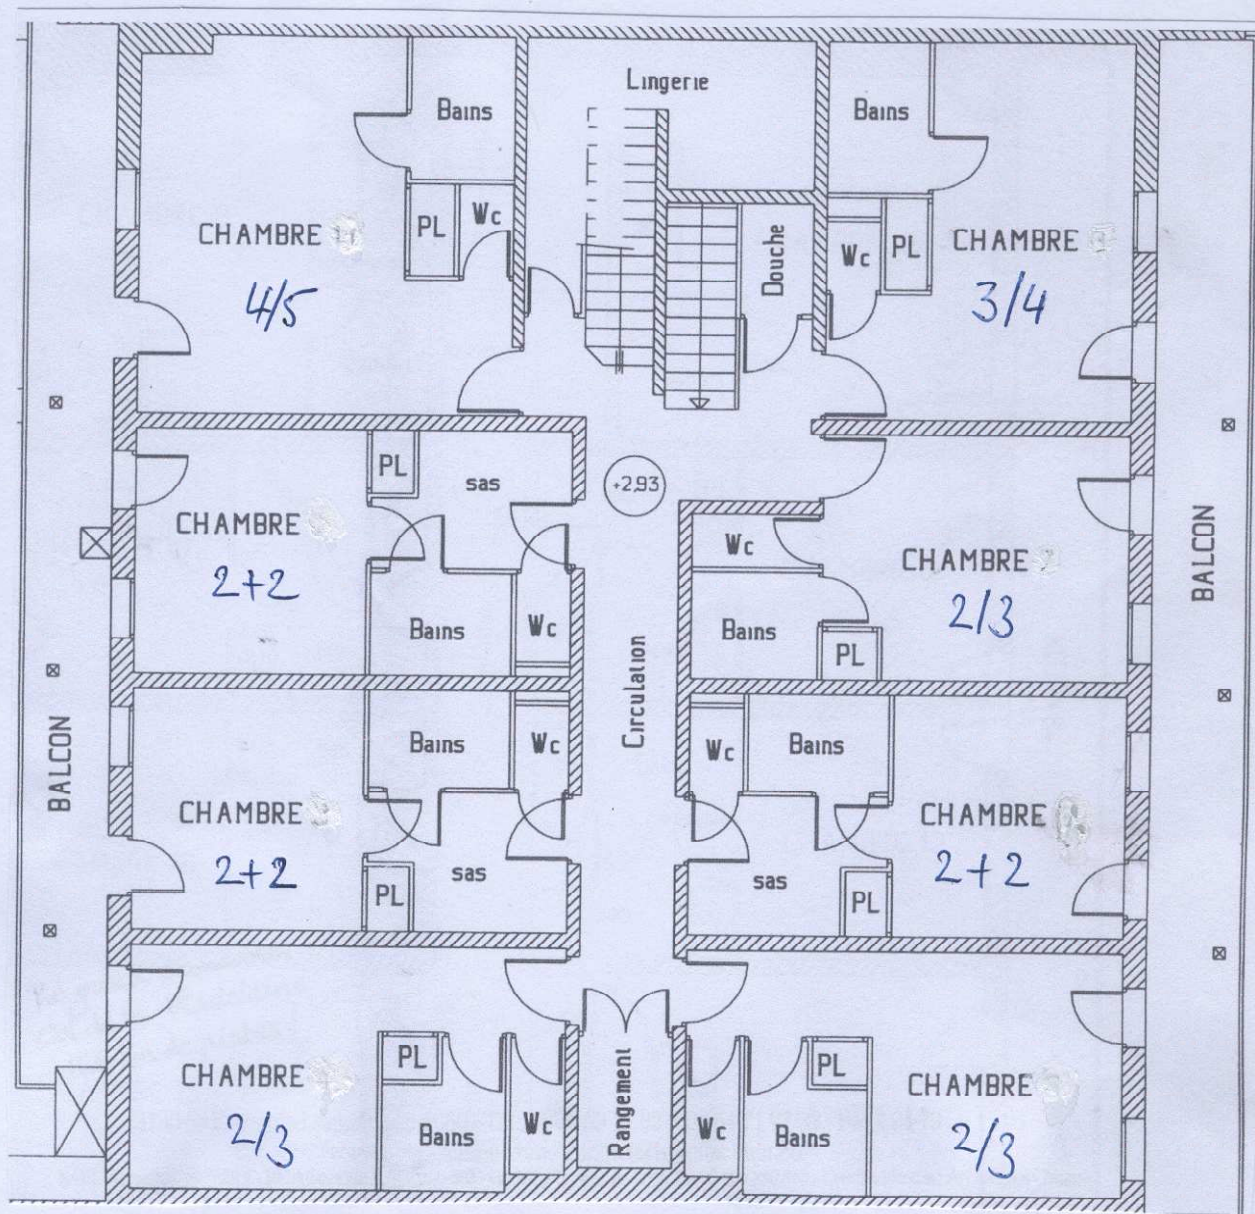 Lingerie
Bains
Bains
CHAMBRE
4/5
PL
Wc
Douche
Wc
PL
CHAMBRE
3/4
PL
sas
+2,93
CHAMBRE
2+2
Bains
Wc
Wc
Bains
PL
CHAMBRE
2/3
BALCON
Circulation
BALCON
Bains
Wc
Wc
Bains
CHAMBRE
2+2
PL
sas
sas
PL
CHAMBRE
2+2
CHAMBRE
2/3
PL
Bains
Wc
Rangement
Wc
Bains
PL
CHAMBRE
2/3